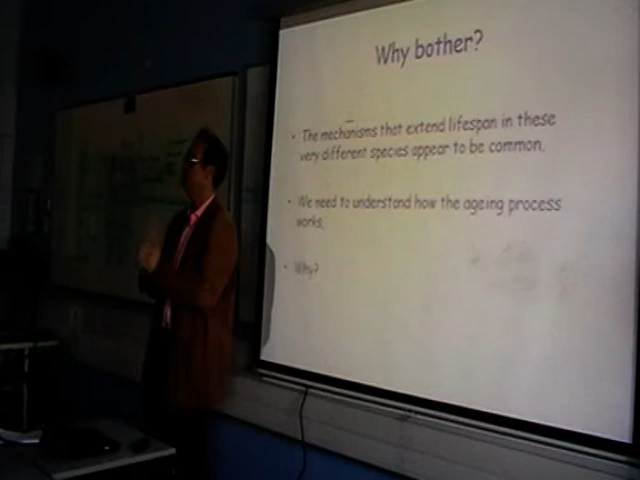 Why bother?
• The mechanisms that extend lifespan in these
very different species appear to be common.
• We need to understand how the ageing process
works.
• Why?